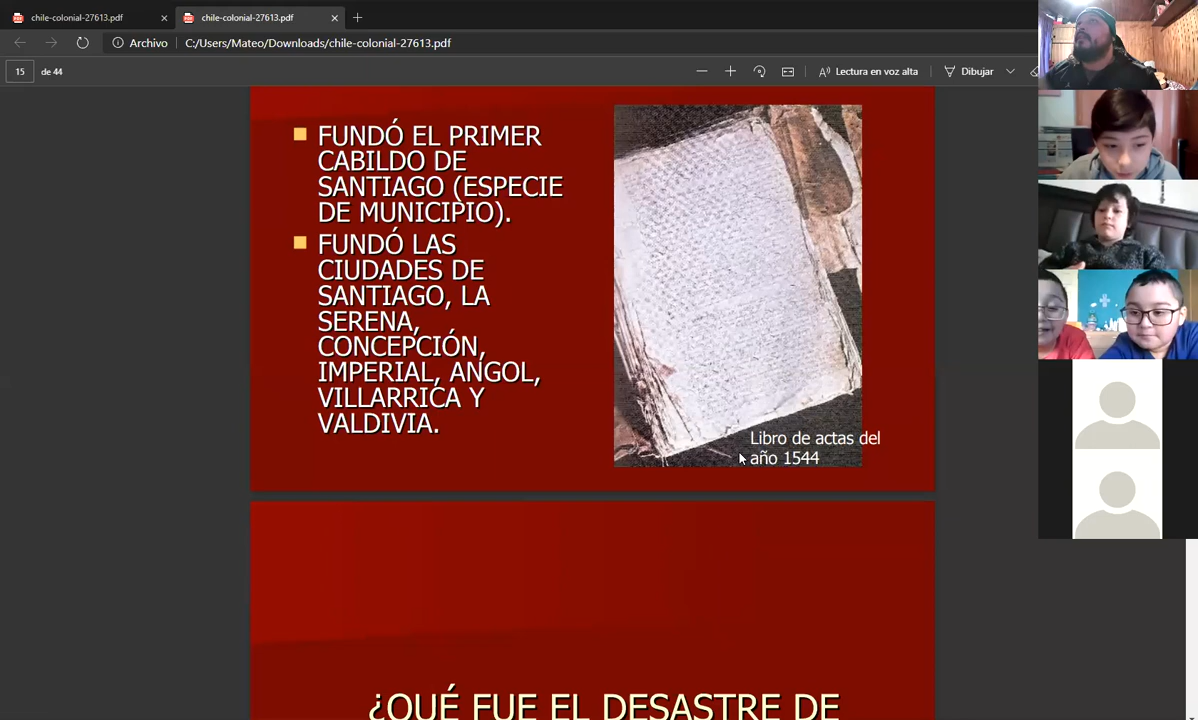 chile-colonial-27613.pdf
chile-colonial-27613.pdf
Archivo
C:/Users/Mateo/Downloads/chile-colonial-27613.pdf
15
de 44
Lectura en voz alta
Dibujar
FUNDÓ EL PRIMER
CABILDO DE
SANTIAGO (ESPECIE
DE MUNICIPIO).
FUNDÓ LAS
CIUDADES DE
SANTIAGO, LA
SERENA,
CONCEPCIÓN,
IMPERIAL, ANGOL,
VILLARRICA Y
VALDIVIA.
Libro de actas del
año 1544
¿QUÉ FUE EL DESASTRE DE